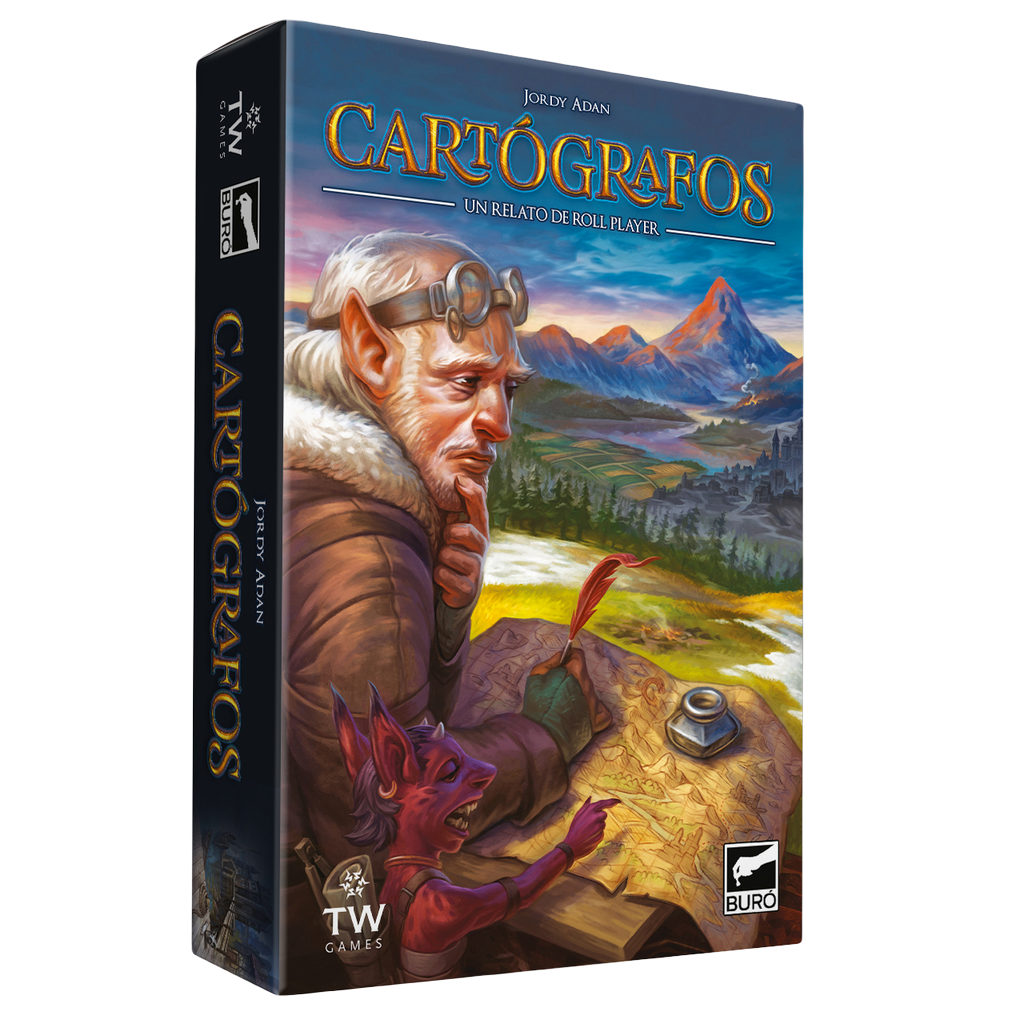 JORDY ADAN
CARTÓGRAFOS
UN RELATO DE ROLL PLAYER
TW
GAMES
BURÓ
TW
GAMES
BURÓ
CARTÓGRAFOS
JORDY ADAN